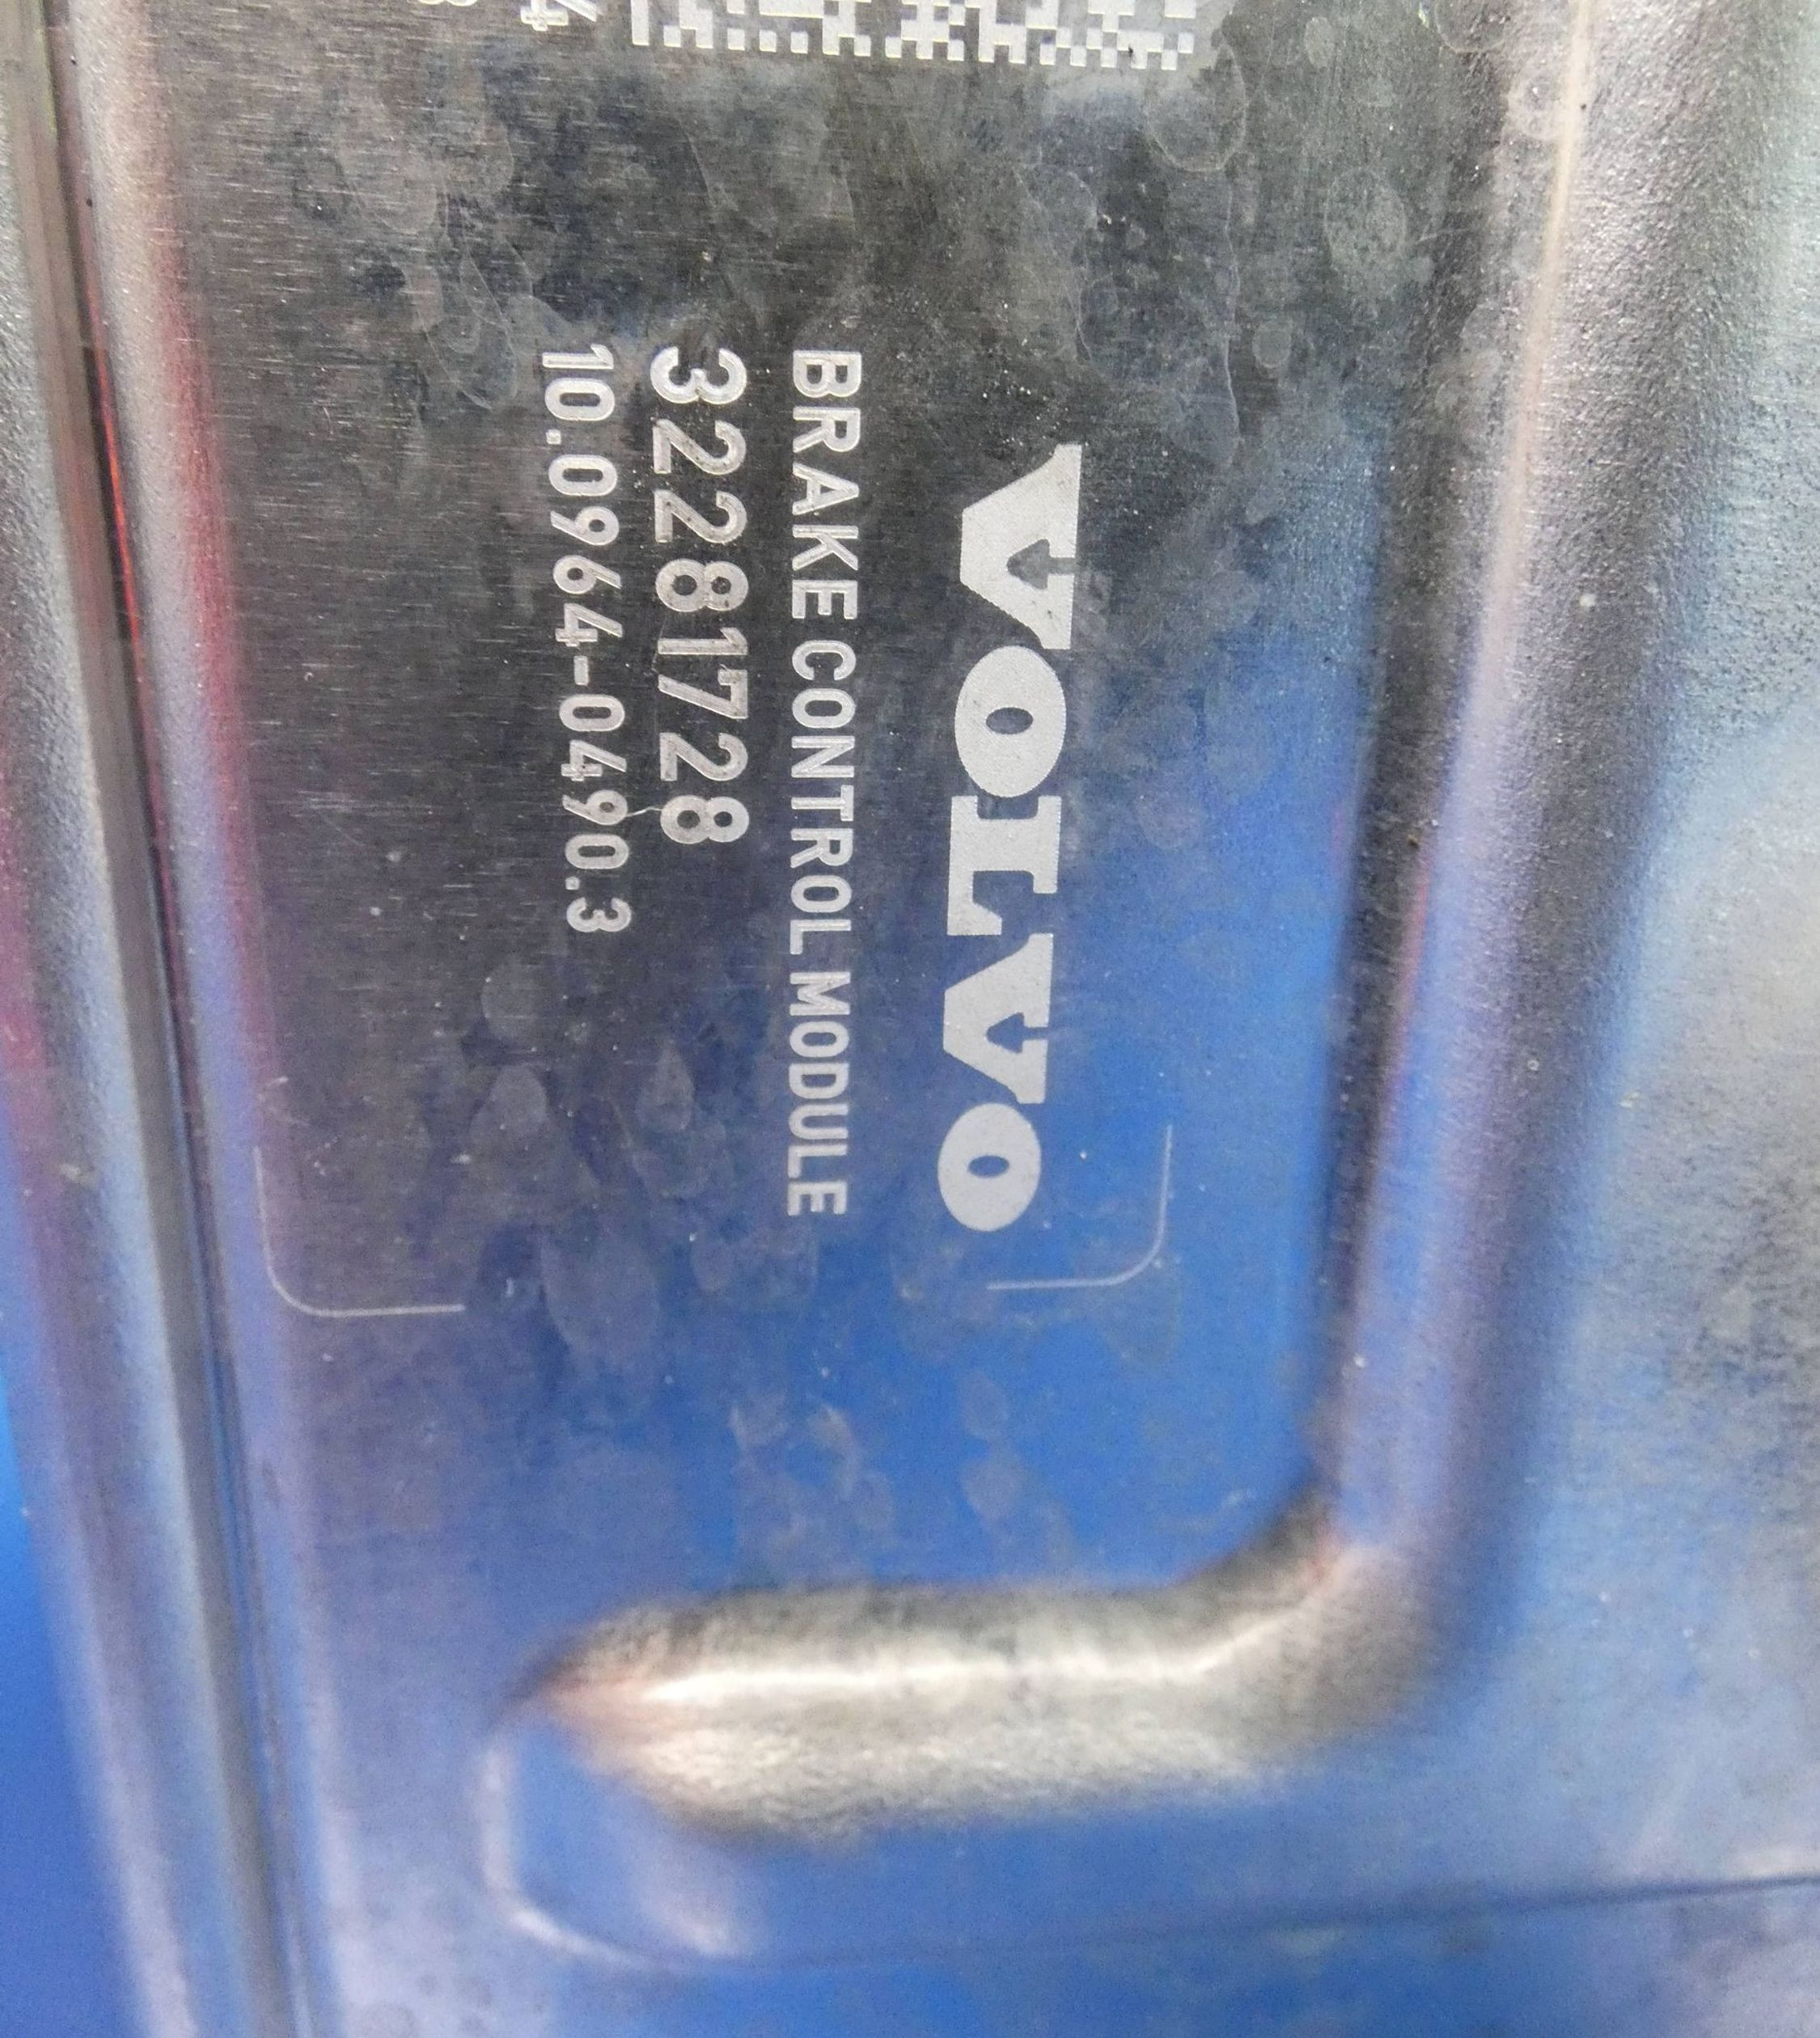 VOLVO
BRAKE CONTROL MODULE
32281728
10.0964-0490.3